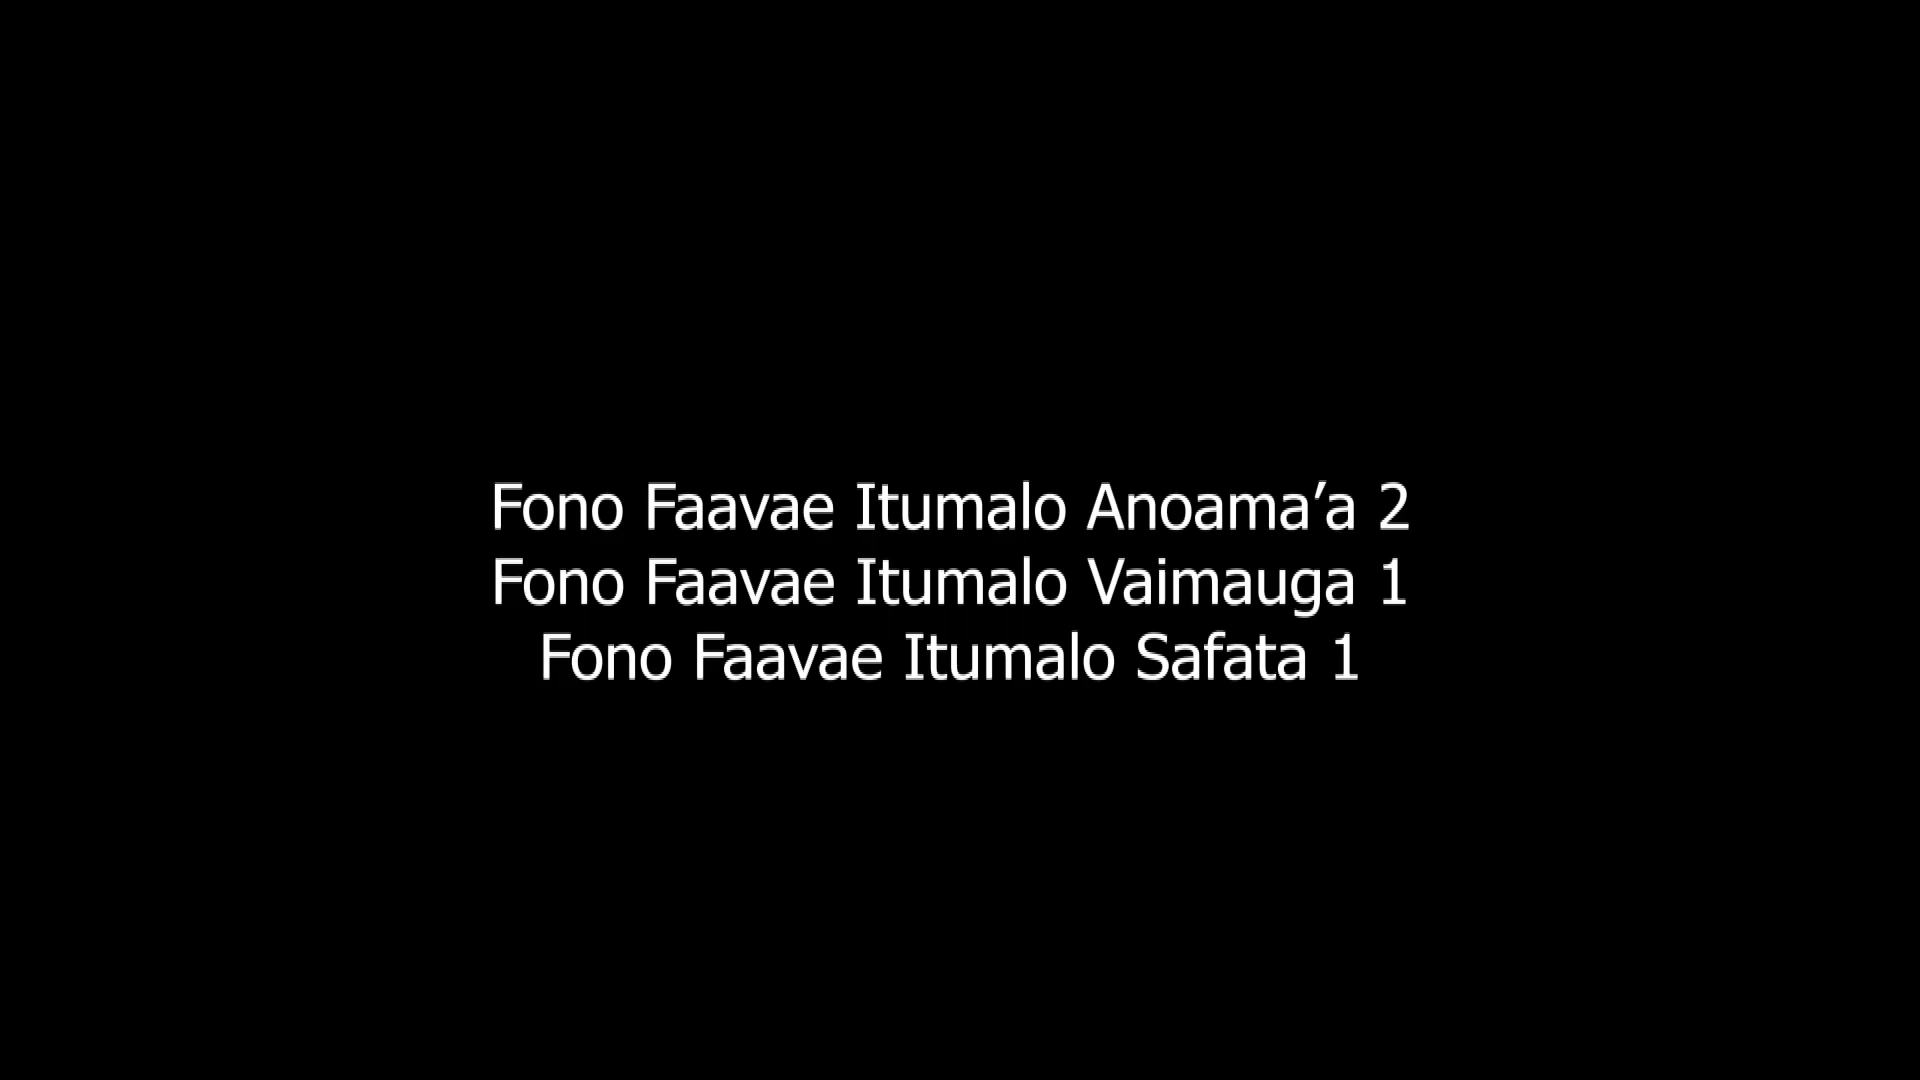 Fono Faavae Itumalo Anoama’a 2
Fono Faavae Itumalo Vaimauga 1
Fono Faavae Itumalo Safata 1